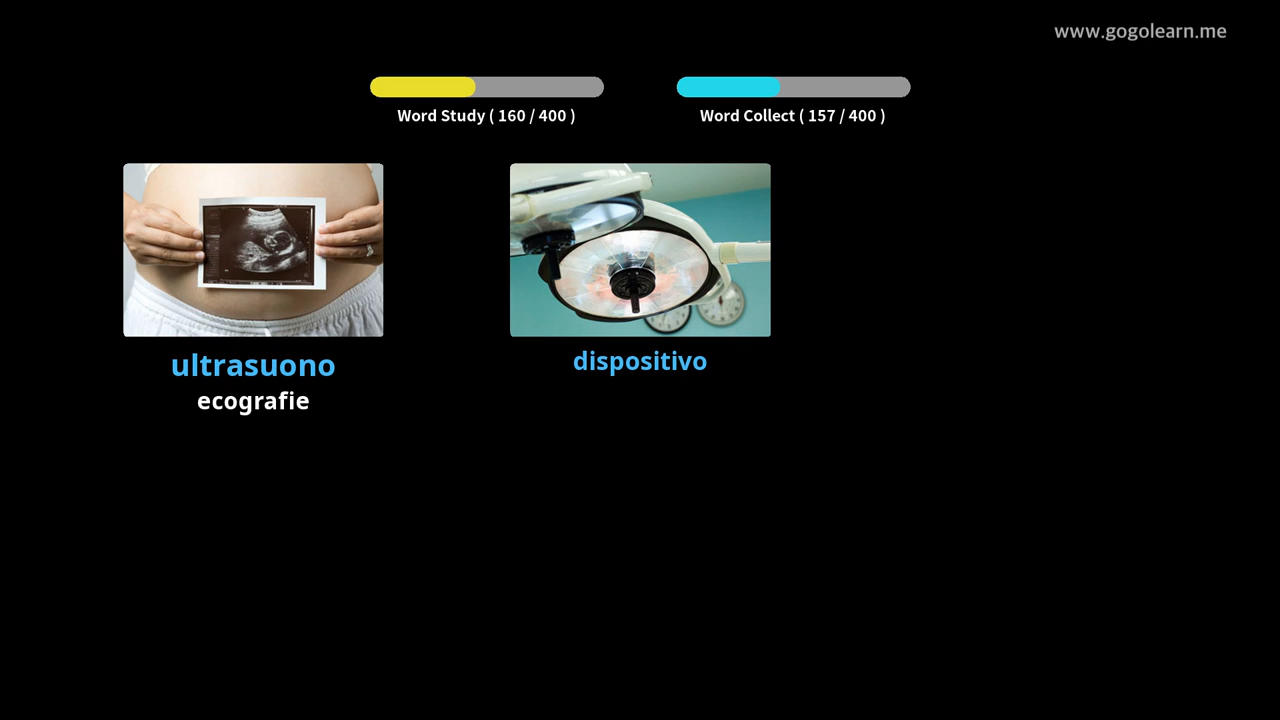 www.gogolearn.me
Word Study ( 160 / 400 )
Word Collect ( 157 / 400 )
ultrasuono
ecografie
dispositivo